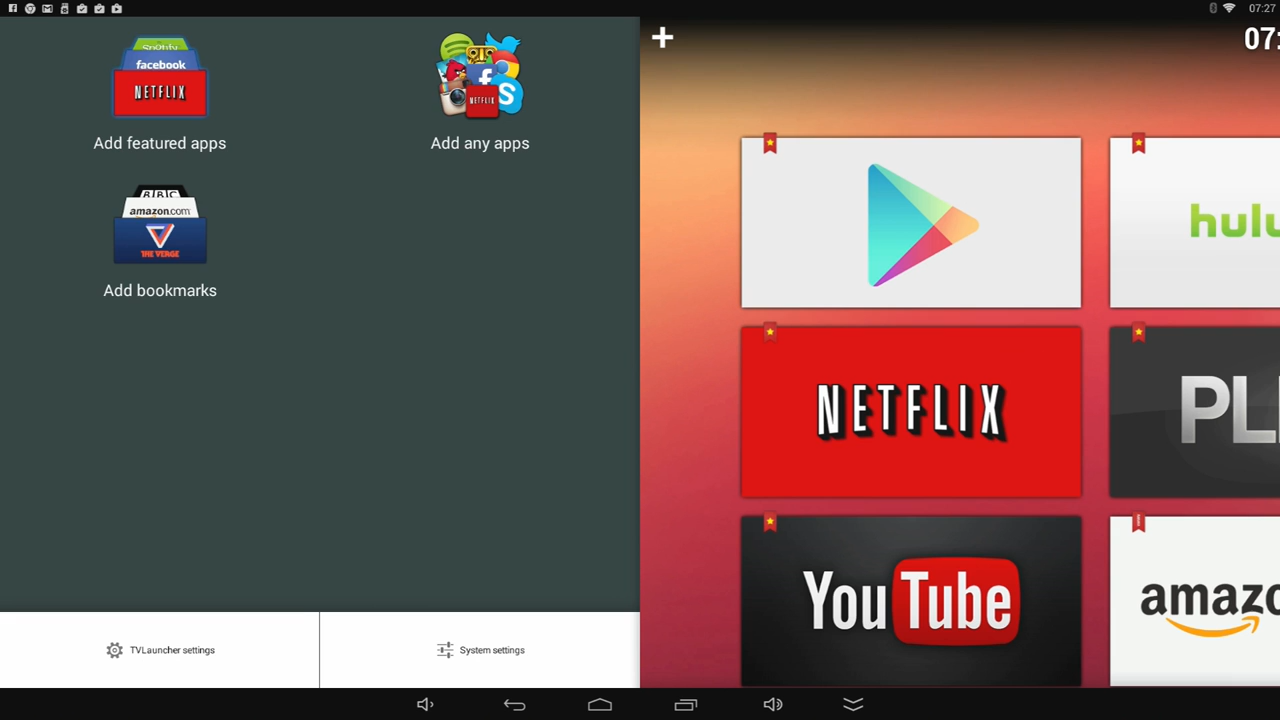 07:27
Spotify
facebook
NETFLIX
Add featured apps
f
S
NETFLIX
Add any apps
BBC
amazon.com
THE VERGE
Add bookmarks
TVLauncher settings
System settings
+
07:
hulu
NETFLIX
PL
YouTube
amazo